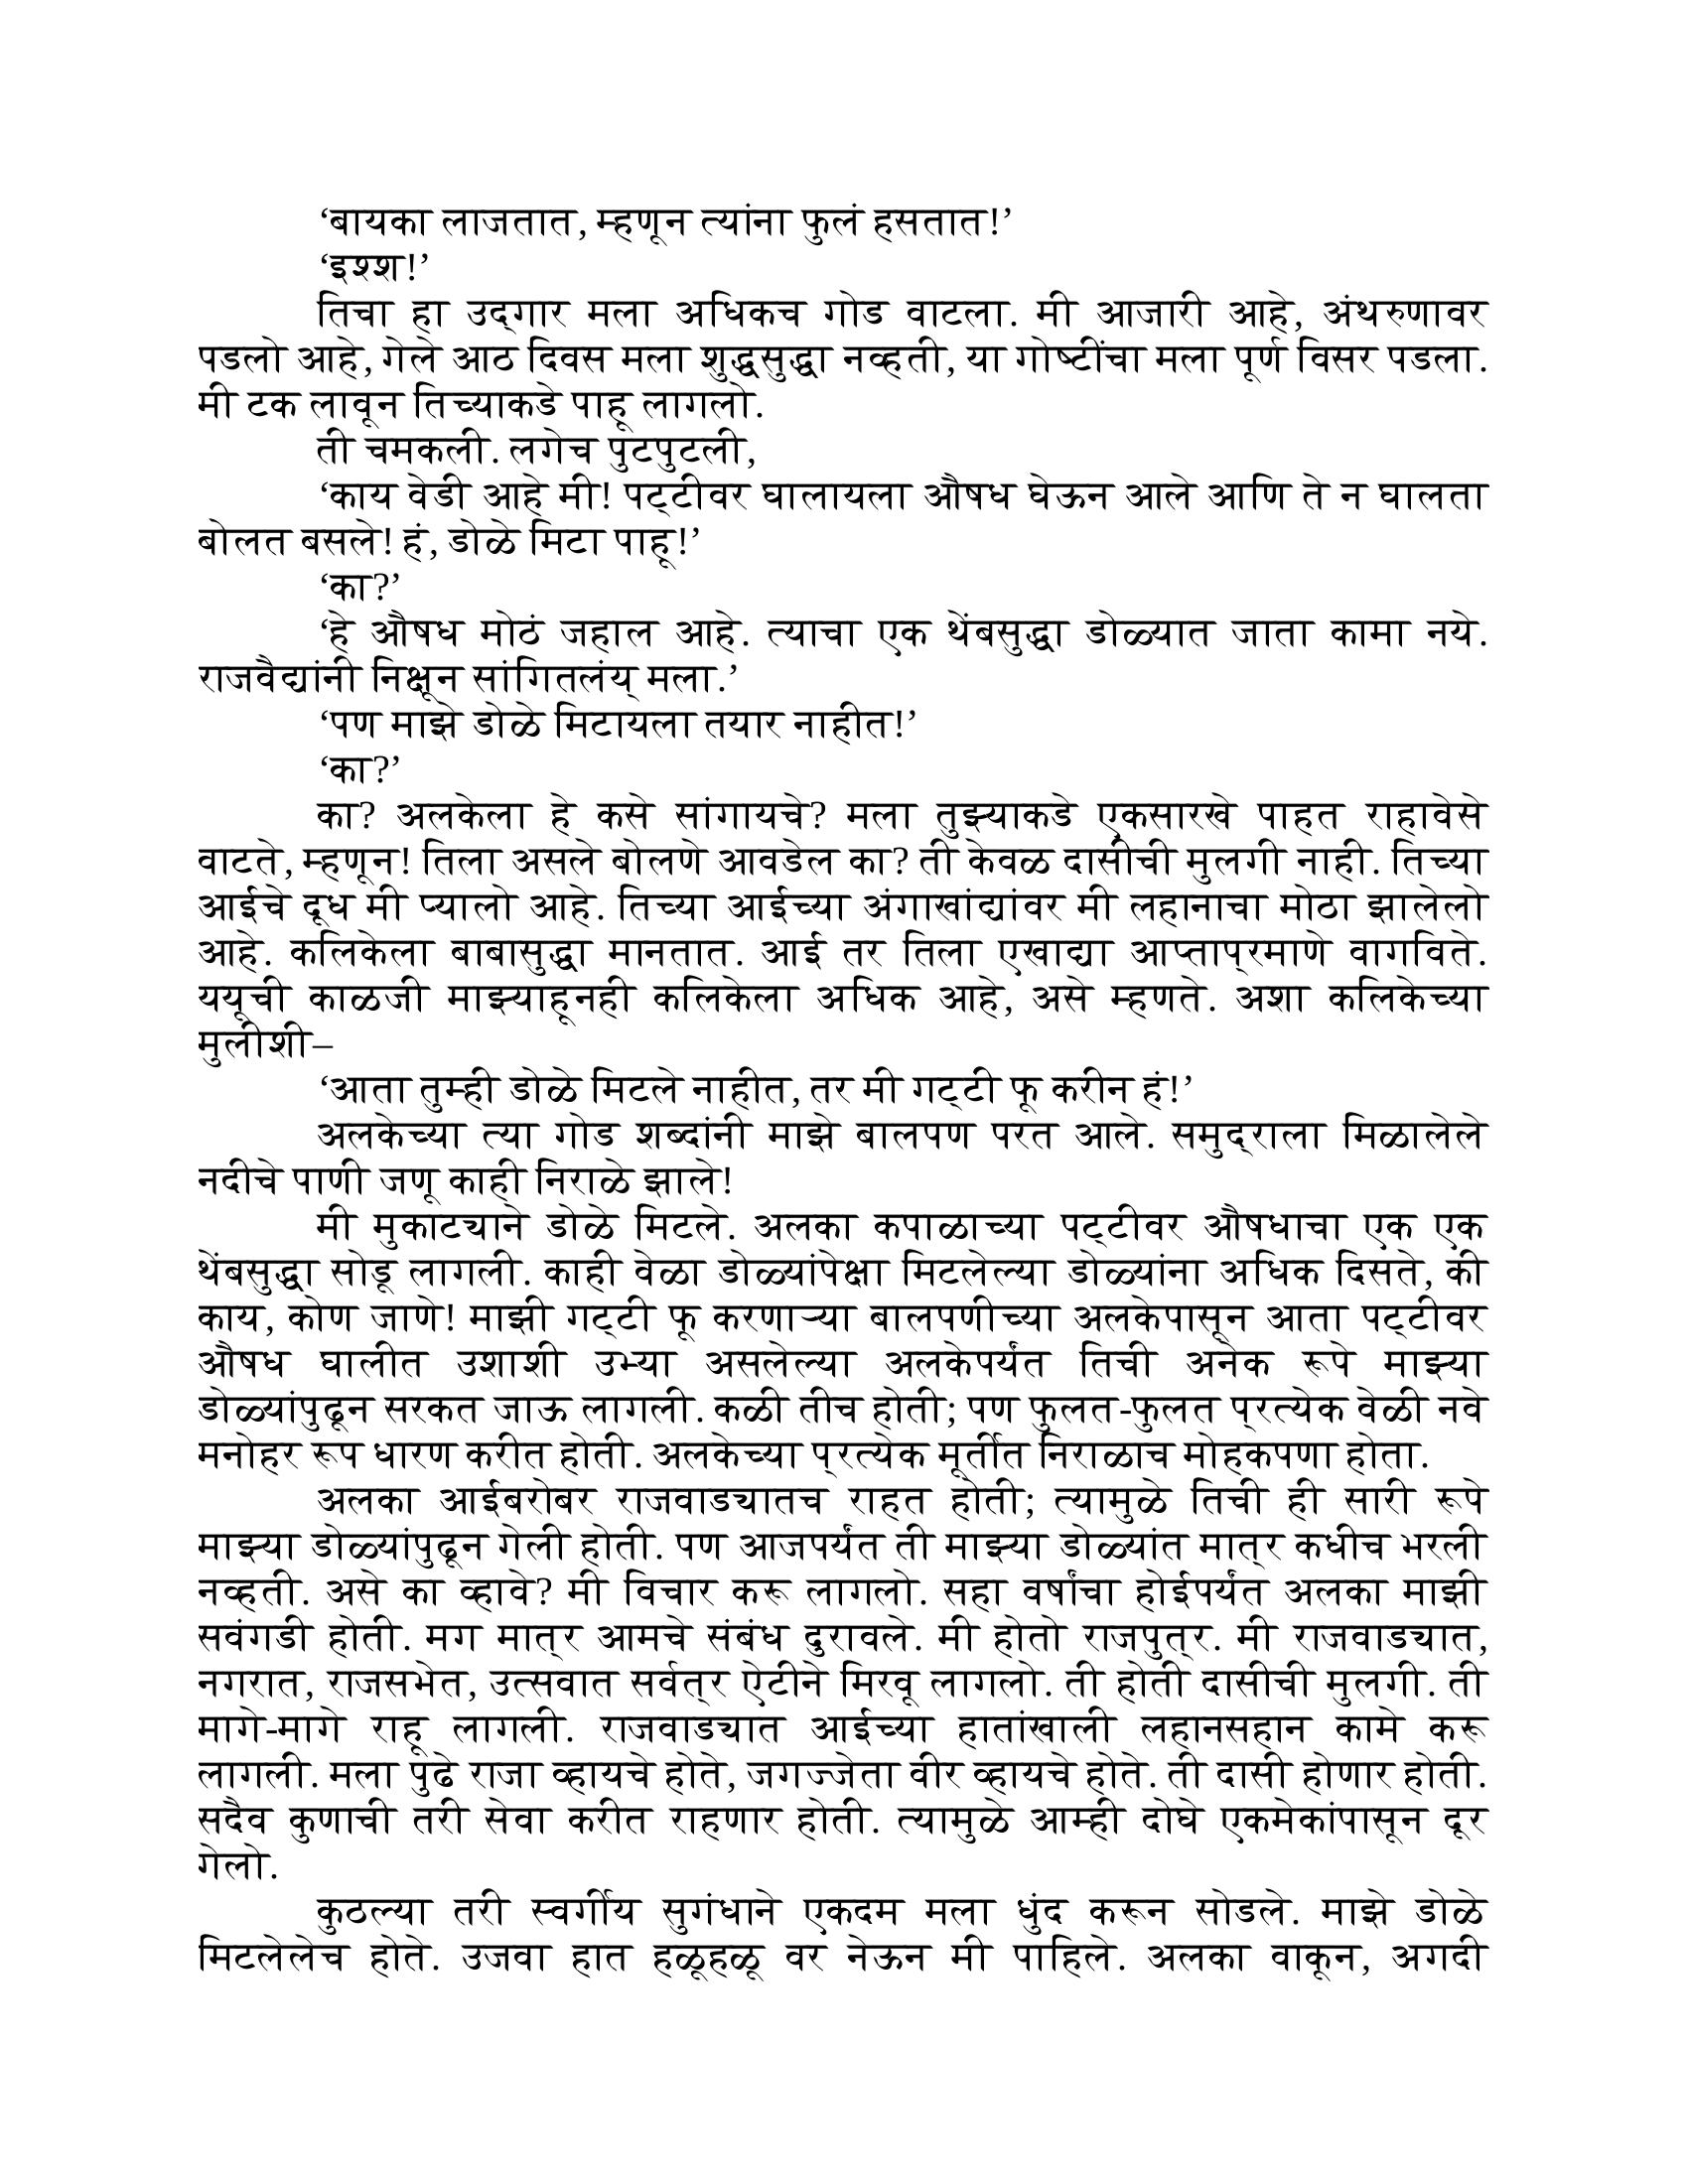 ‘बायका लाजतात, म्हणून त्यांना फुलं हसतात!’
‘इश्श!’
तिचा हा उद्‌गार मला अधिकच गोड वाटला. मी आजारी आहे, अंथरुणावर
पडलो आहे, गेले आठ दिवस मला शुद्धसुद्धा नव्हती, या गोष्टींचा मला पूर्ण विसर पडला.
मी टक लावून तिच्याकडे पाहू लागलो.
ती चमकली. लगेच पुटपुटली,
‘काय वेडी आहे मी! पट्टीवर घालायला औषध घेऊन आले आणि ते न घालता
बोलत बसले! हं, डोळे मिटा पाहू!’
‘का?’
‘हे औषध मोठं जहाल आहे. त्याचा एक थेंबसुद्धा डोळ्यात जाता कामा नये.
राजवैद्यांनी निक्षून सांगितलंय् मला.’
‘पण माझे डोळे मिटायला तयार नाहीत!’
‘का?’
का? अलकेला हे कसे सांगायचे? मला तुझ्याकडे एकसारखे पाहत राहावेसे
वाटते, म्हणून! तिला असले बोलणे आवडेल का? ती केवळ दासीची मुलगी नाही. तिच्या
आईचे दूध मी प्यालो आहे. तिच्या आईच्या अंगाखांद्यांवर मी लहानाचा मोठा झालेलो
आहे. कलिकेला बाबासुद्धा मानतात. आई तर तिला एखाद्या आप्ताप्रमाणे वागविते.
ययूची काळजी माझ्याहूनही कलिकेला अधिक आहे, असे म्हणते. अशा कलिकेच्या
मुलीशी–
‘आता तुम्ही डोळे मिटले नाहीत, तर मी गट्टी फू करीन हं!’
अलकेच्या त्या गोड शब्दांनी माझे बालपण परत आले. समुद्राला मिळालेले
नदीचे पाणी जणू काही निराळे झाले!
मी मुकाट्याने डोळे मिटले. अलका कपाळाच्या पट्टीवर औषधाचा एक एक
थेंबसुद्धा सोडू लागली. काही वेळा डोळ्यांपेक्षा मिटलेल्या डोळ्यांना अधिक दिसते, की
काय, कोण जाणे! माझी गट्टी फू करणाऱ्या बालपणीच्या अलकेपासून आता पट्टीवर
औषध घालीत उशाशी उभ्या असलेल्या अलकेपर्यंत तिची अनेक रूपे माझ्या
डोळ्यांपुढून सरकत जाऊ लागली. कळी तीच होती; पण फुलत-फुलत प्रत्येक वेळी नवे
मनोहर रूप धारण करीत होती. अलकेच्या प्रत्येक मूर्तीत निराळाच मोहकपणा होता.
अलका आईबरोबर राजवाड्यातच राहत होती; त्यामुळे तिची ही सारी रूपे
माझ्या डोळ्यांपुढून गेली होती. पण आजपर्यंत ती माझ्या डोळ्यांत मात्र कधीच भरली
नव्हती. असे का व्हावे? मी विचार करू लागलो. सहा वर्षांचा होईपर्यंत अलका माझी
सवंगडी होती. मग मात्र आमचे संबंध दुरावले. मी होतो राजपुत्र. मी राजवाड्यात,
नगरात, राजसभेत, उत्सवात सर्वत्र ऐटीने मिरवू लागलो. ती होती दासीची मुलगी. ती
मागे-मागे राहू लागली. राजवाड्यात आईच्या हातांखाली लहानसहान कामे करू
लागली. मला पुढे राजा व्हायचे होते, जगज्जेता वीर व्हायचे होते. ती दासी होणार होती.
सदैव कुणाची तरी सेवा करीत राहणार होती. त्यामुळे आम्ही दोघे एकमेकांपासून दूर
गेलो.
कुठल्या तरी स्वर्गीय सुगंधाने एकदम मला धुंद करून सोडले. माझे डोळे
मिटलेलेच होते. उजवा हात हळूहळू वर नेऊन मी पाहिले. अलका वाकून, अगदी